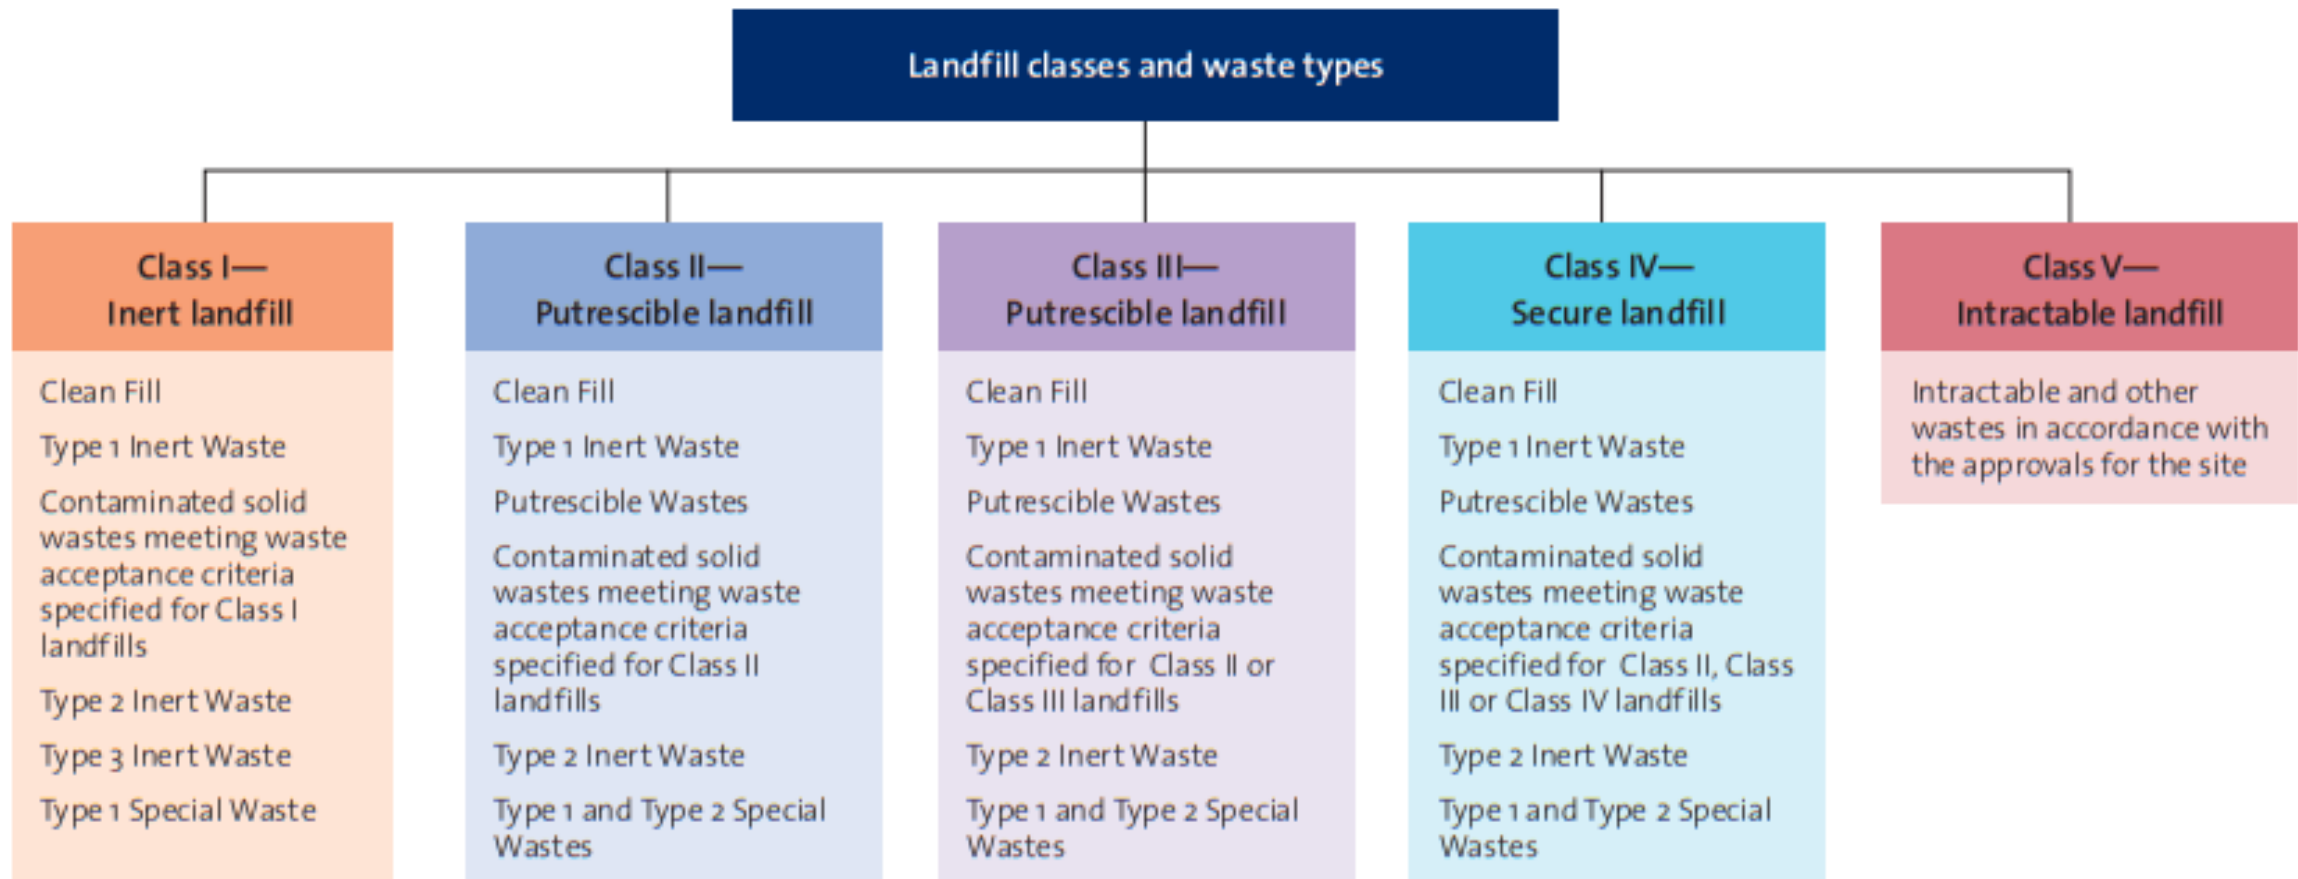 Landfill classes and waste types
Class I—
Inert landfill
Clean Fill
Type 1 Inert Waste
Contaminated solid
wastes meeting waste
acceptance criteria
specified for Class I
landfills
Type 2 Inert Waste
Type 3 Inert Waste
Type 1 Special Waste
Class II—
Putrescible landfill
Clean Fill
Type 1 Inert Waste
Putrescible Wastes
Contaminated solid
wastes meeting waste
acceptance criteria
specified for Class II
landfills
Type 2 Inert Waste
Type 1 and Type 2 Special
Wastes
Class III—
Putrescible landfill
Clean Fill
Type 1 Inert Waste
Putrescible Wastes
Contaminated solid
wastes meeting waste
acceptance criteria
specified for Class II or
Class III landfills
Type 2 Inert Waste
Type 1 and Type 2 Special
Wastes
Class IV—
Secure landfill
Clean Fill
Type 1 Inert Waste
Putrescible Wastes
Contaminated solid
wastes meeting waste
acceptance criteria
specified for Class II, Class
III or Class IV landfills
Type 2 Inert Waste
Type 1 and Type 2 Special
Wastes
Class V—
Intractable landfill
Intractable and other
wastes in accordance with
the approvals for the site